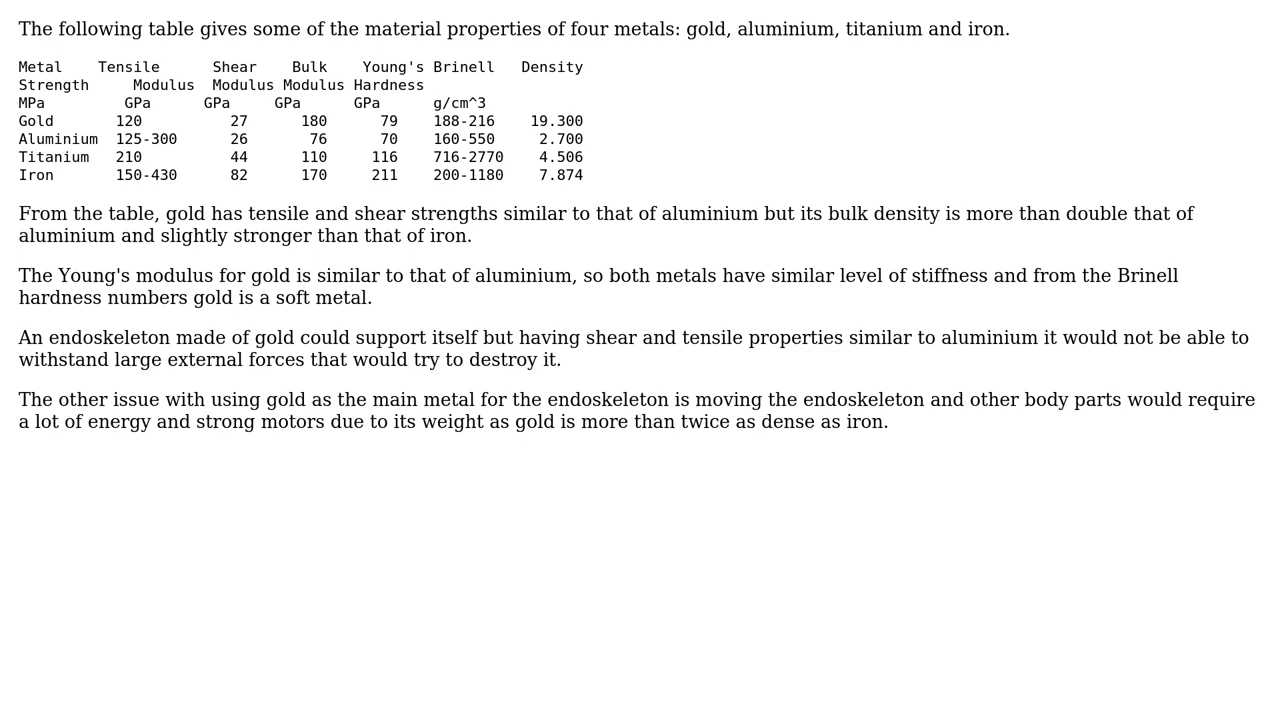 The following table gives some of the material properties of four metals: gold, aluminium, titanium and iron.
Metal    Tensile      Shear    Bulk    Young's Brinell   Density
Strength     Modulus  Modulus Modulus Hardness
MPa         GPa      GPa     GPa      GPa      g/cm^3
Gold       120          27      180      79    188-216    19.300
Aluminium  125-300      26       76      70    160-550     2.700
Titanium   210          44      110     116    716-2770    4.506
Iron       150-430      82      170     211    200-1180    7.874
From the table, gold has tensile and shear strengths similar to that of aluminium but its bulk density is more than double that of
aluminium and slightly stronger than that of iron.
The Young's modulus for gold is similar to that of aluminium, so both metals have similar level of stiffness and from the Brinell
hardness numbers gold is a soft metal.
An endoskeleton made of gold could support itself but having shear and tensile properties similar to aluminium it would not be able to
withstand large external forces that would try to destroy it.
The other issue with using gold as the main metal for the endoskeleton is moving the endoskeleton and other body parts would require
a lot of energy and strong motors due to its weight as gold is more than twice as dense as iron.